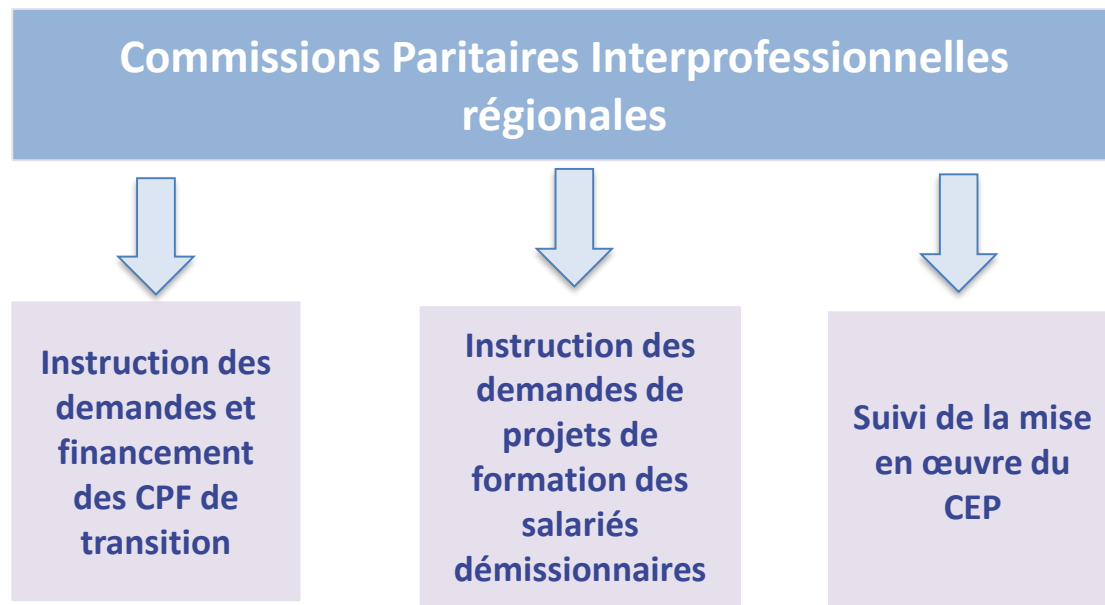 Commissions Paritaires Interprofessionnelles
régionales
Instruction des
demandes et
financement
des CPF de
transition
Instruction des
demandes de
projets de
formation des
salariés
démissionnaires
Suivi de la mise
en œuvre du
CEP